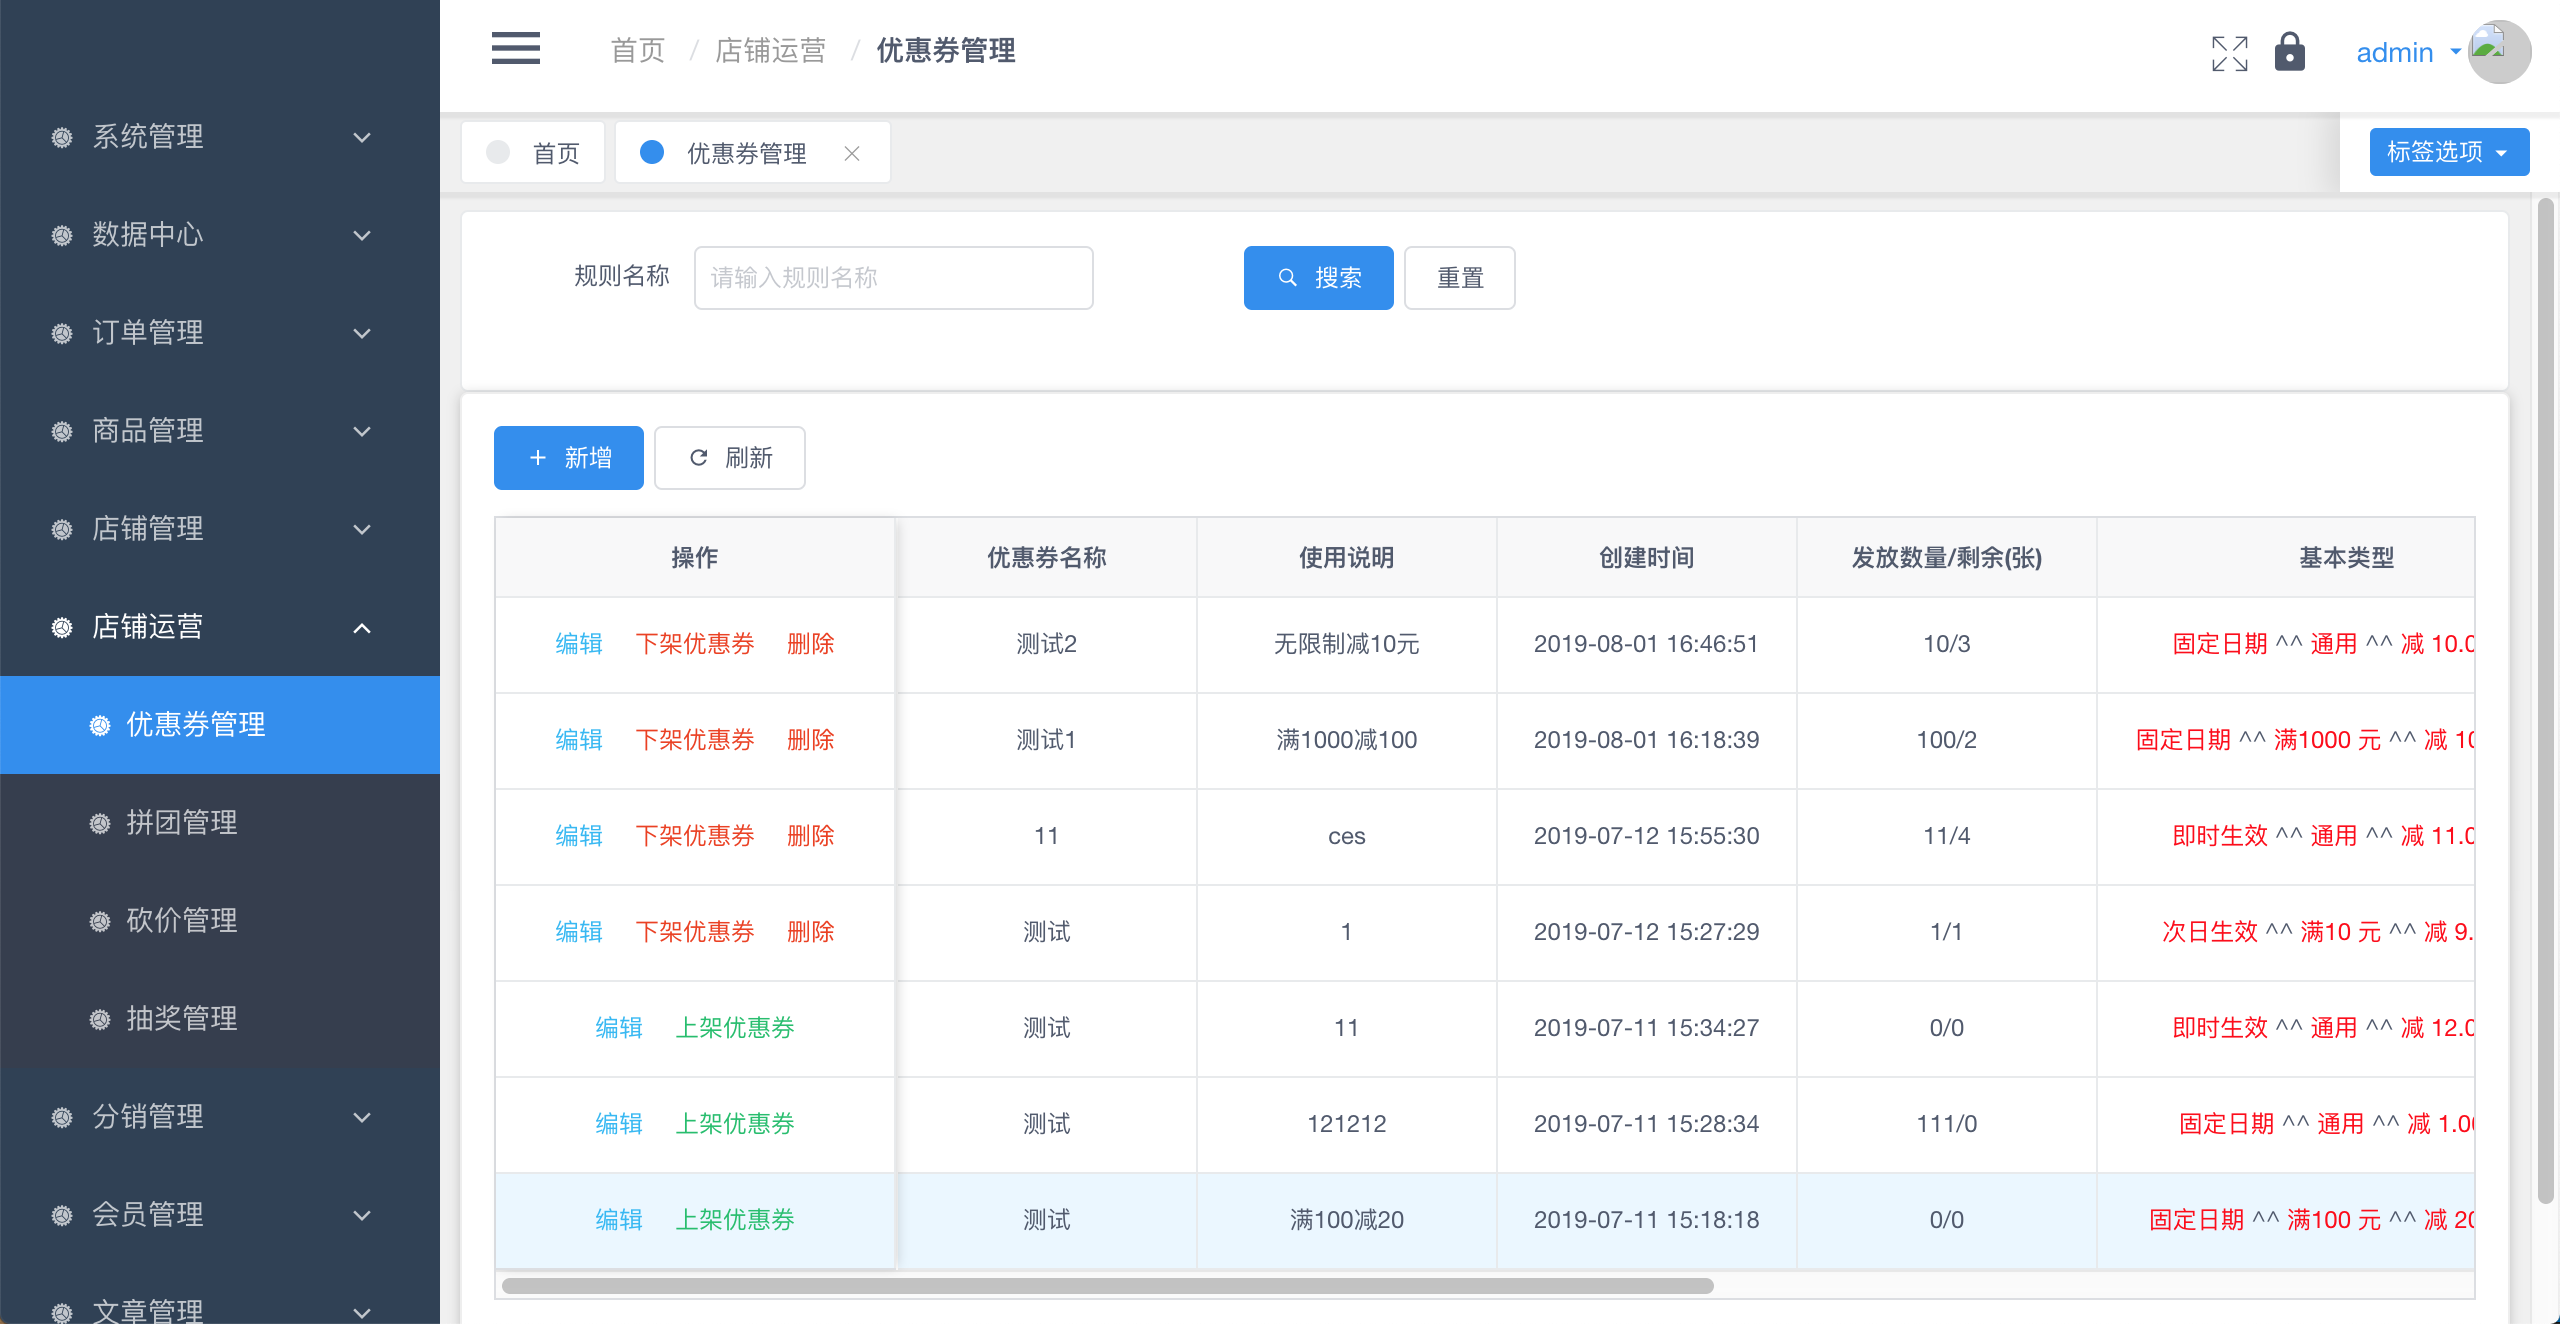 首页 / 店铺运营 / 优惠券管理
admin
系统管理
数据中心
订单管理
商品管理
店铺管理
店铺运营
优惠券管理
拼团管理
砍价管理
抽奖管理
分销管理
会员管理
文章管理
首页 优惠券管理
标签选项
规则名称 请输入规则名称 搜索 重置
新增 刷新
操作 优惠券名称 使用说明 创建时间 发放数量/剩余(张) 基本类型
编辑 下架优惠券 删除 测试2 无限制减10元 2019-08-01 16:46:51 10/3 固定日期 ^^ 通用 ^^ 减 10.0
编辑 下架优惠券 删除 测试1 满1000减100 2019-08-01 16:18:39 100/2 固定日期 ^^ 满1000 元 ^^ 减 10
编辑 下架优惠券 删除 11 ces 2019-07-12 15:55:30 11/4 即时生效 ^^ 通用 ^^ 减 11.0
编辑 下架优惠券 删除 测试 1 2019-07-12 15:27:29 1/1 次日生效 ^^ 满10 元 ^^ 减 9.
编辑 上架优惠券 测试 11 2019-07-11 15:34:27 0/0 即时生效 ^^ 通用 ^^ 减 12.0
编辑 上架优惠券 测试 121212 2019-07-11 15:28:34 111/0 固定日期 ^^ 通用 ^^ 减 1.00
编辑 上架优惠券 测试 满100减20 2019-07-11 15:18:18 0/0 固定日期 ^^ 满100 元 ^^ 减 20